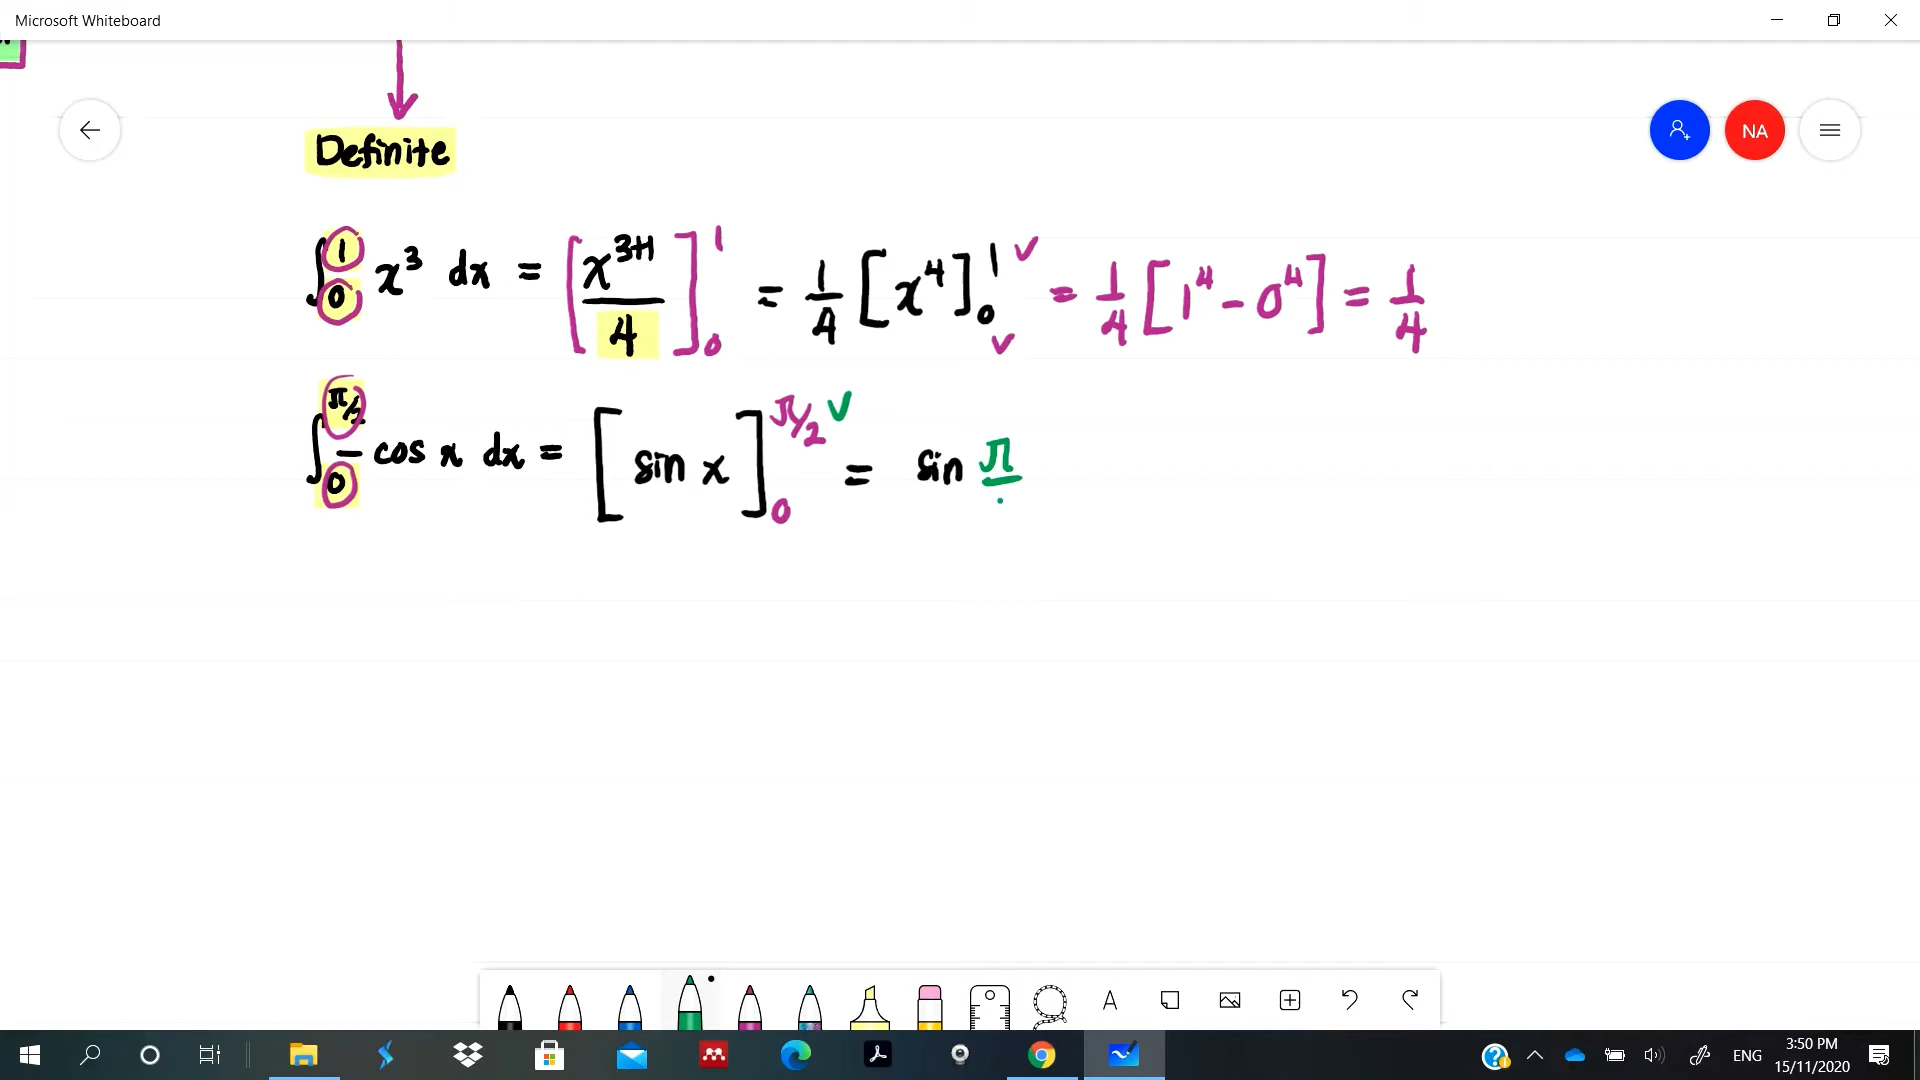 Microsoft Whiteboard
NA
Definite
∫₀¹ x³ dx = [x³⁺¹/4]₀¹ = 1/4 [x⁴]₀¹ = 1/4 [1⁴ - 0⁴] = 1/4
∫₀^π/2 cos x dx = [sin x]₀^π/2 = sin π
ENG
3:50 PM
15/11/2020